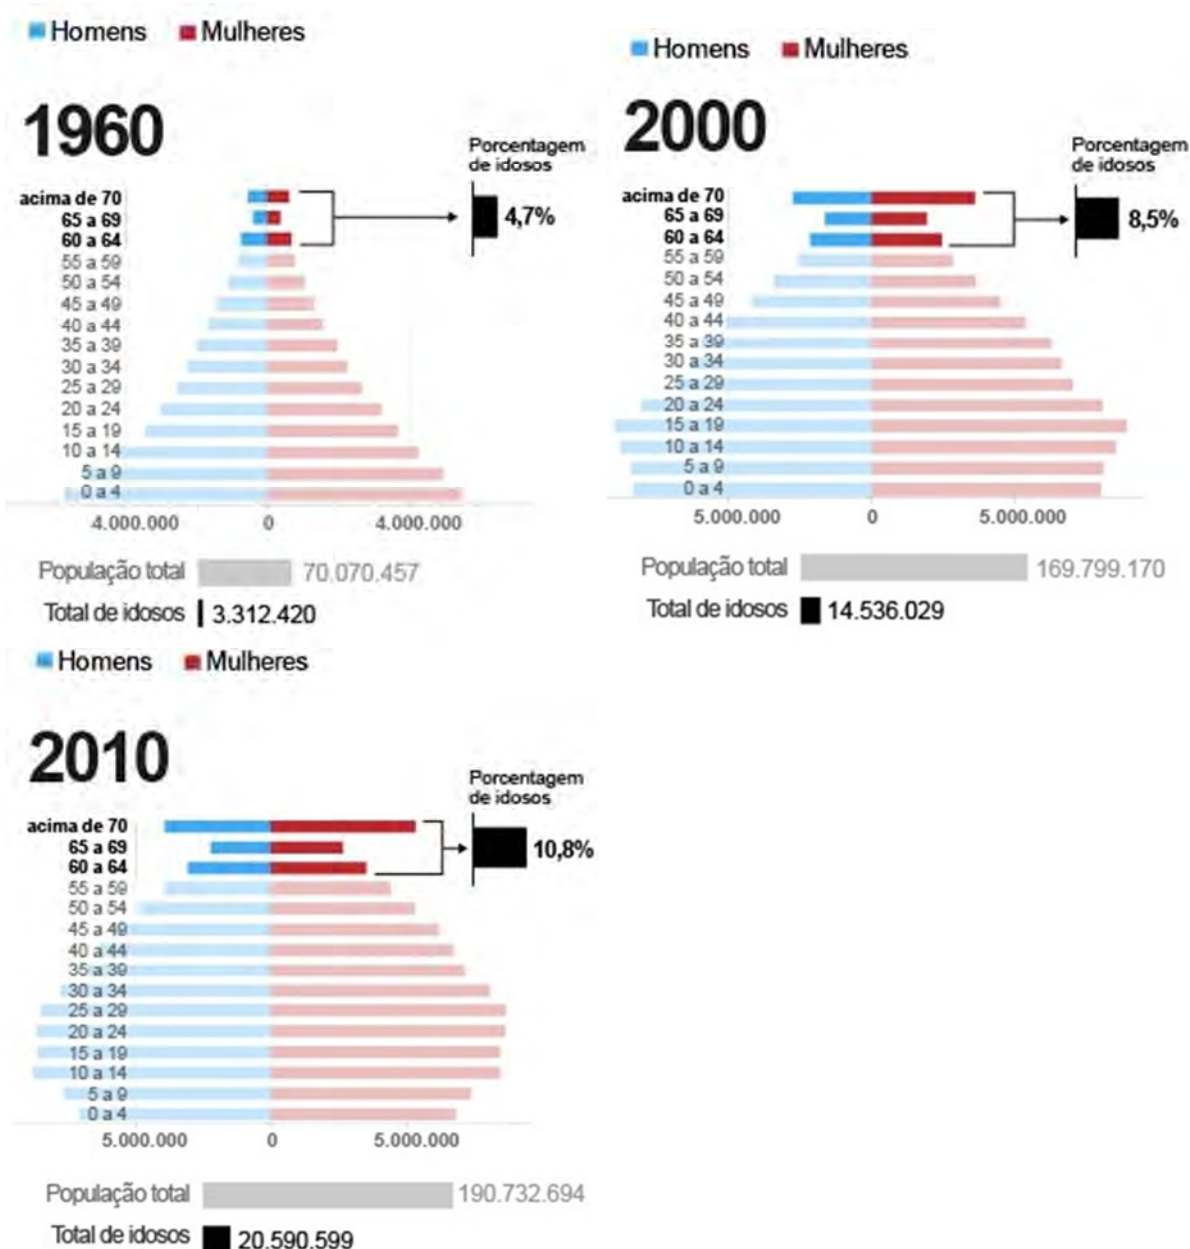 Homens Mulheres
1960
Porcentagem
de idosos
acima de 70
65 a 69
60 a 64
55 a 59
50 a 54
45 a 49
40 a 44
35 a 39
30 a 34
25 a 29
20 a 24
15 a 19
10 a 14
5 a 9
0 a 4
4,7%
4.000.000 0 4.000.000
População total 70.070.457
Total de idosos 3.312.420
Homens Mulheres
2000
Porcentagem
de idosos
acima de 70
65 a 69
60 a 64
55 a 59
50 a 54
45 a 49
40 a 44
35 a 39
30 a 34
25 a 29
20 a 24
15 a 19
10 a 14
5 a 9
0 a 4
8,5%
5.000.000 0 5.000.000
População total 169.799.170
Total de idosos 14.536.029
Homens Mulheres
2010
Porcentagem
de idosos
acima de 70
65 a 69
60 a 64
55 a 59
50 a 54
45 a 49
40 a 44
35 a 39
30 a 34
25 a 29
20 a 24
15 a 19
10 a 14
5 a 9
0 a 4
10,8%
5.000.000 0 5.000.000
População total 190.732.694
Total de idosos 20.590.599